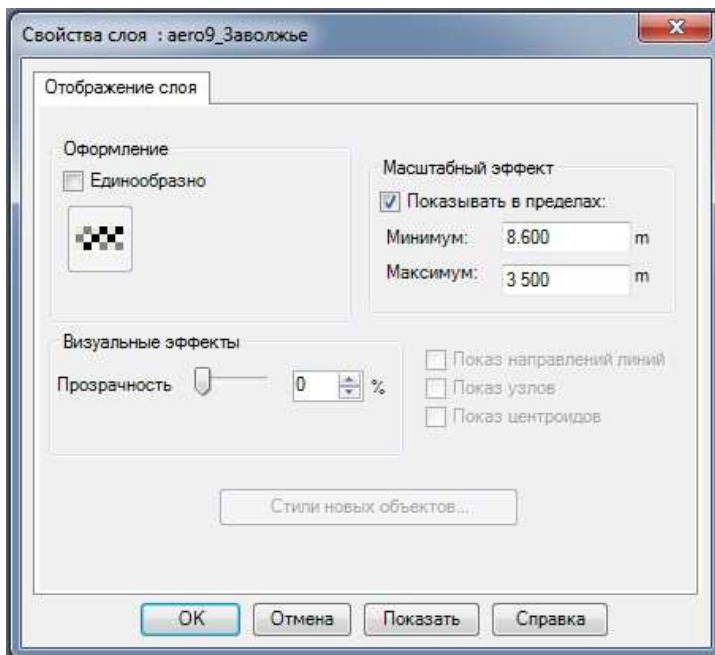 Свойства слоя : aero9_Заволжье
Отображение слоя
Оформление
Единообразно
Масштабный эффект
Показывать в пределах:
Минимум: 8.600 m
Максимум: 3 500 m
Визуальные эффекты
Прозрачность 0 %
Показ направлений линий
Показ узлов
Показ центроидов
Стили новых объектов...
OK Отмена Показать Справка